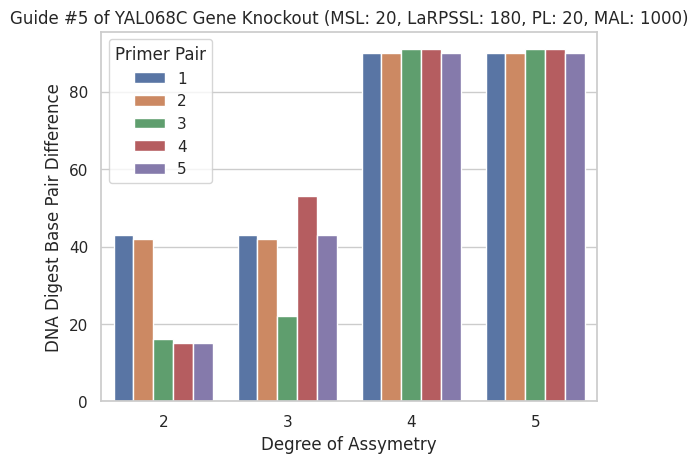 Guide #5 of YAL068C Gene Knockout (MSL: 20, LaRPSSL: 180, PL: 20, MAL: 1000)
Primer Pair
1
2
3
4
5
DNA Digest Base Pair Difference
80
60
40
20
0
2 3 4 5
Degree of Assymetry